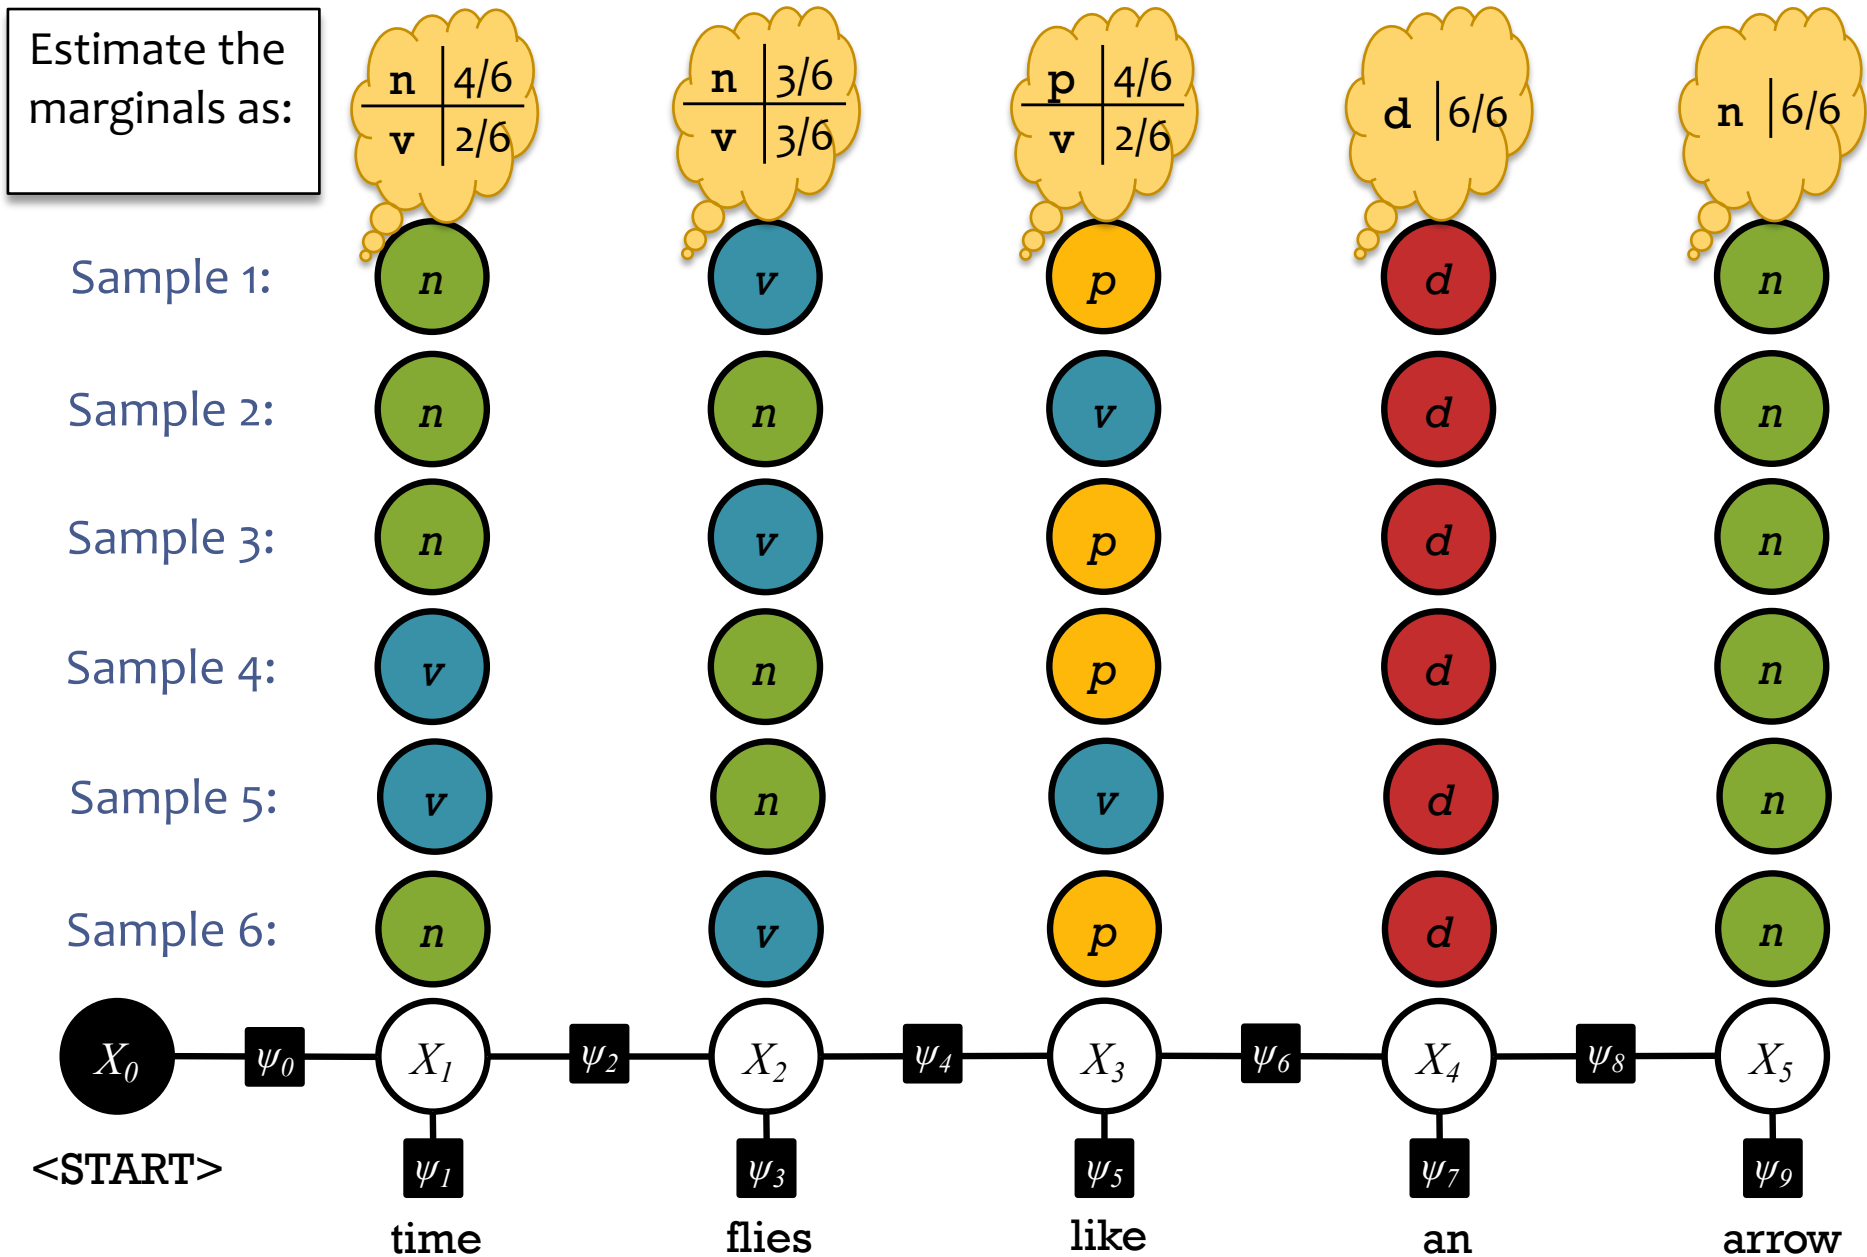 Estimate the
marginals as:
n 4/6
v 2/6
n 3/6
v 3/6
p 4/6
v 2/6
d 6/6
n 6/6
Sample 1: n v p d n
Sample 2: n n v d n
Sample 3: n v p d n
Sample 4: v n p d n
Sample 5: v n v d n
Sample 6: n v p d n
X0 ψ0 X1 ψ2 X2 ψ4 X3 ψ6 X4 ψ8 X5
<START> ψ1 ψ3 ψ5 ψ7 ψ9
time flies like an arrow